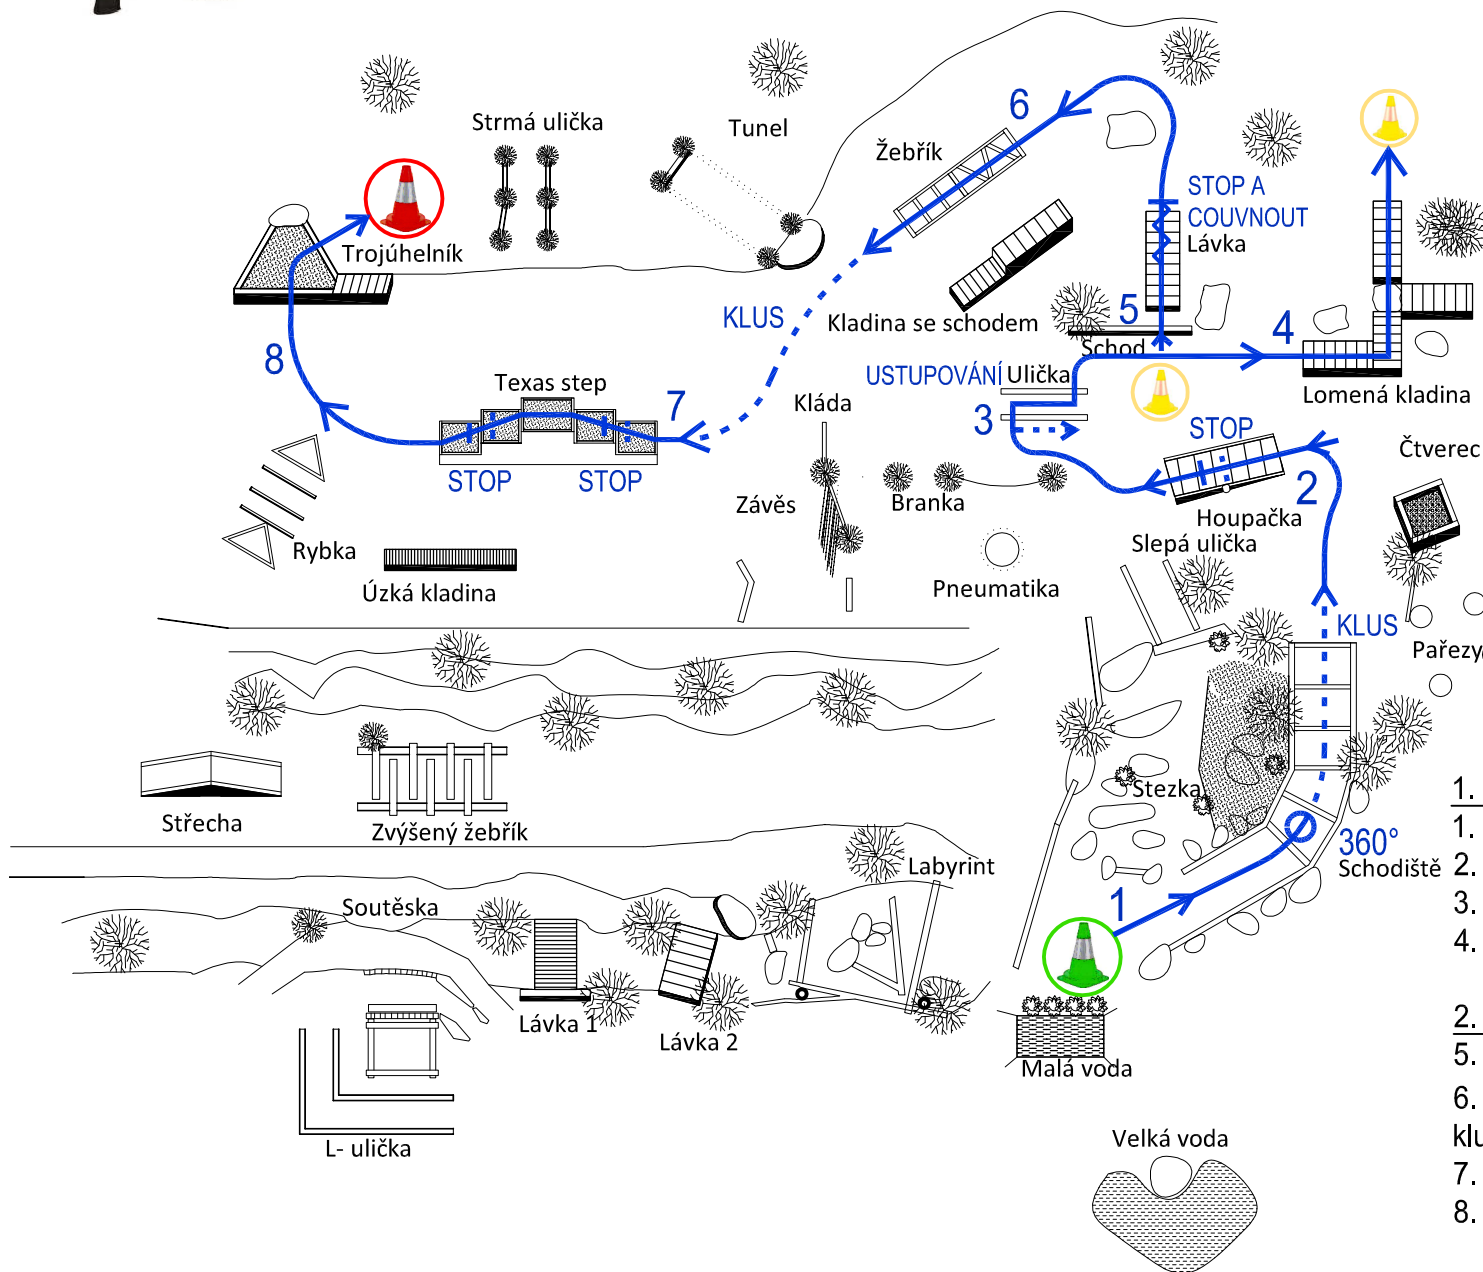 6
Strmá ulička
Tunel
Žebřík
STOP A
COUVNOUT
Lávka
Trojúhelník
KLUS
Kladina se schodem
5
Schod
4
8
USTUPOVÁNÍ
Ulička
Lomená kladina
Texas step
7
Kláda
3
STOP
Čtverec
STOP
STOP
Závěs
Branka
2
Houpačka
Slepá ulička
Rybka
Úzká kladina
Pneumatika
KLUS
Pařezy
Stezka
Střecha
Zvýšený žebřík
360°
Schodiště
Labyrint
1
Soutěska
Lávka 1
Lávka 2
Malá voda
L- ulička
Velká voda
1.
1.
2.
3.
4.
2.
5.
6.
klu
7.
8.